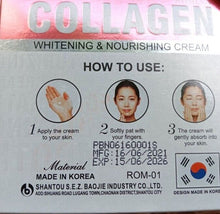 COLLAGEN
WHITENING & NOURISHING CREAM
HOW TO USE:
1
Apply the cream
to your skin.
2
Softly pat with your
fingers.
3
The cream will
gently absorb
into your skin.
PBN06160001S
MFG:16/06/2021
EXP:15/06/2026
Material
MADE IN KOREA
ROM-01
SHANTOU S.E.Z. BAOJIE INDUSTRY CO.,LTD.
DESIGN MADE IN KOREA